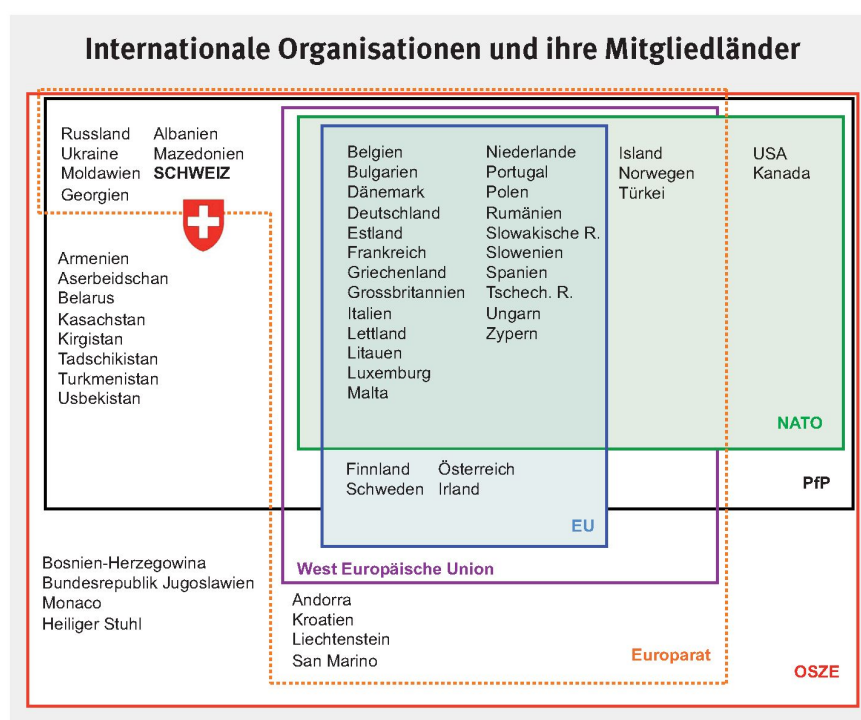 Internationale Organisationen und ihre Mitgliedländer
Russland
Ukraine
Moldawien
Georgien
Albanien
Mazedonien
SCHWEIZ
Armenien
Aserbeidschan
Belarus
Kasachstan
Kirgistan
Tadschikistan
Turkmenistan
Usbekistan
Belgien
Bulgarien
Dänemark
Deutschland
Estland
Frankreich
Griechenland
Grossbritannien
Italien
Lettland
Litauen
Luxemburg
Malta
Niederlande
Portugal
Polen
Rumänien
Slowakische R.
Slowenien
Spanien
Tschech. R.
Ungarn
Zypern
Island
Norwegen
Türkei
USA
Kanada
NATO
Finnland
Schweden
Österreich
Irland
PfP
EU
West Europäische Union
Bosnien-Herzegowina
Bundesrepublik Jugoslawien
Monaco
Heiliger Stuhl
Andorra
Kroatien
Liechtenstein
San Marino
Europarat
OSZE